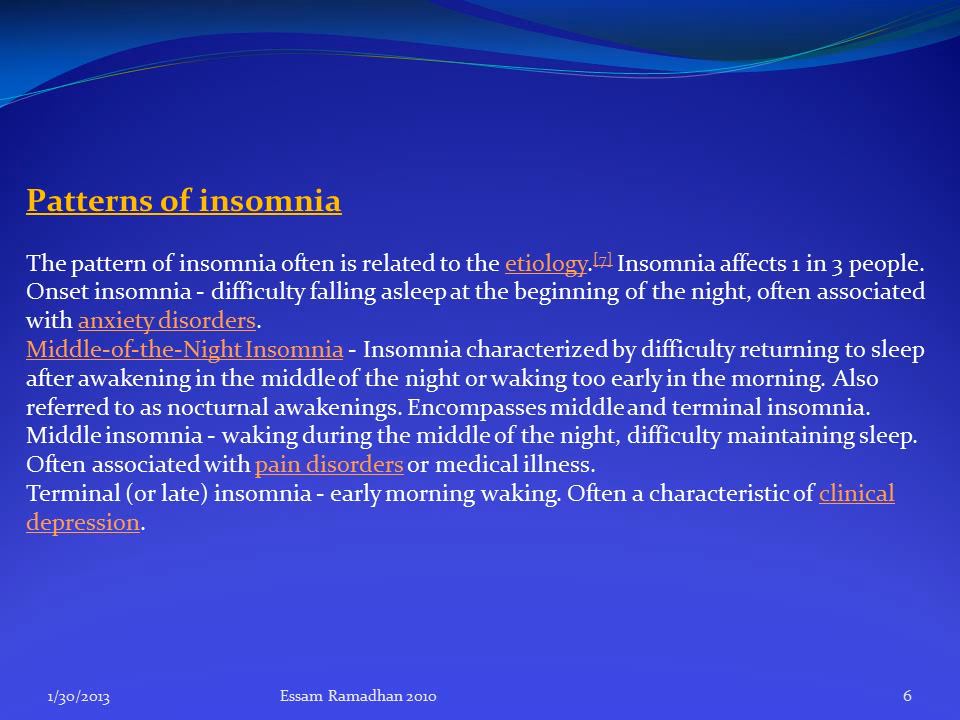 Patterns of insomnia
The pattern of insomnia often is related to the etiology.[7] Insomnia affects 1 in 3 people.
Onset insomnia - difficulty falling asleep at the beginning of the night, often associated
with anxiety disorders.
Middle-of-the-Night Insomnia - Insomnia characterized by difficulty returning to sleep
after awakening in the middle of the night or waking too early in the morning. Also
referred to as nocturnal awakenings. Encompasses middle and terminal insomnia.
Middle insomnia - waking during the middle of the night, difficulty maintaining sleep.
Often associated with pain disorders or medical illness.
Terminal (or late) insomnia - early morning waking. Often a characteristic of clinical
depression.
1/30/2013 Essam Ramadhan 2010 6